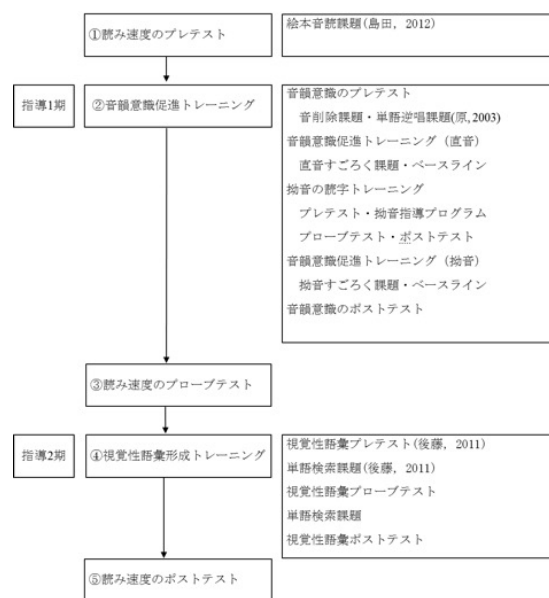 ①読み速度のプレテスト
絵本音読課題(島田, 2012)
指導1期
②音韻意識促進トレーニング
音韻意識のプレテスト
音削除課題・単語逆唱課題(原, 2003)
音韻意識促進トレーニング（直音）
直音すごろく課題・ベースライン
拗音の読字トレーニング
プレテスト・拗音指導プログラム
プローブテスト・ポストテスト
音韻意識促進トレーニング（拗音）
拗音すごろく課題・ベースライン
音韻意識のポストテスト
③読み速度のプローブテスト
指導2期
④視覚性語彙形成トレーニング
視覚性語彙プレテスト(後藤, 2011)
単語検索課題(後藤, 2011)
視覚性語彙プローブテスト
単語検索課題
視覚性語彙ポストテスト
⑤読み速度のポストテスト